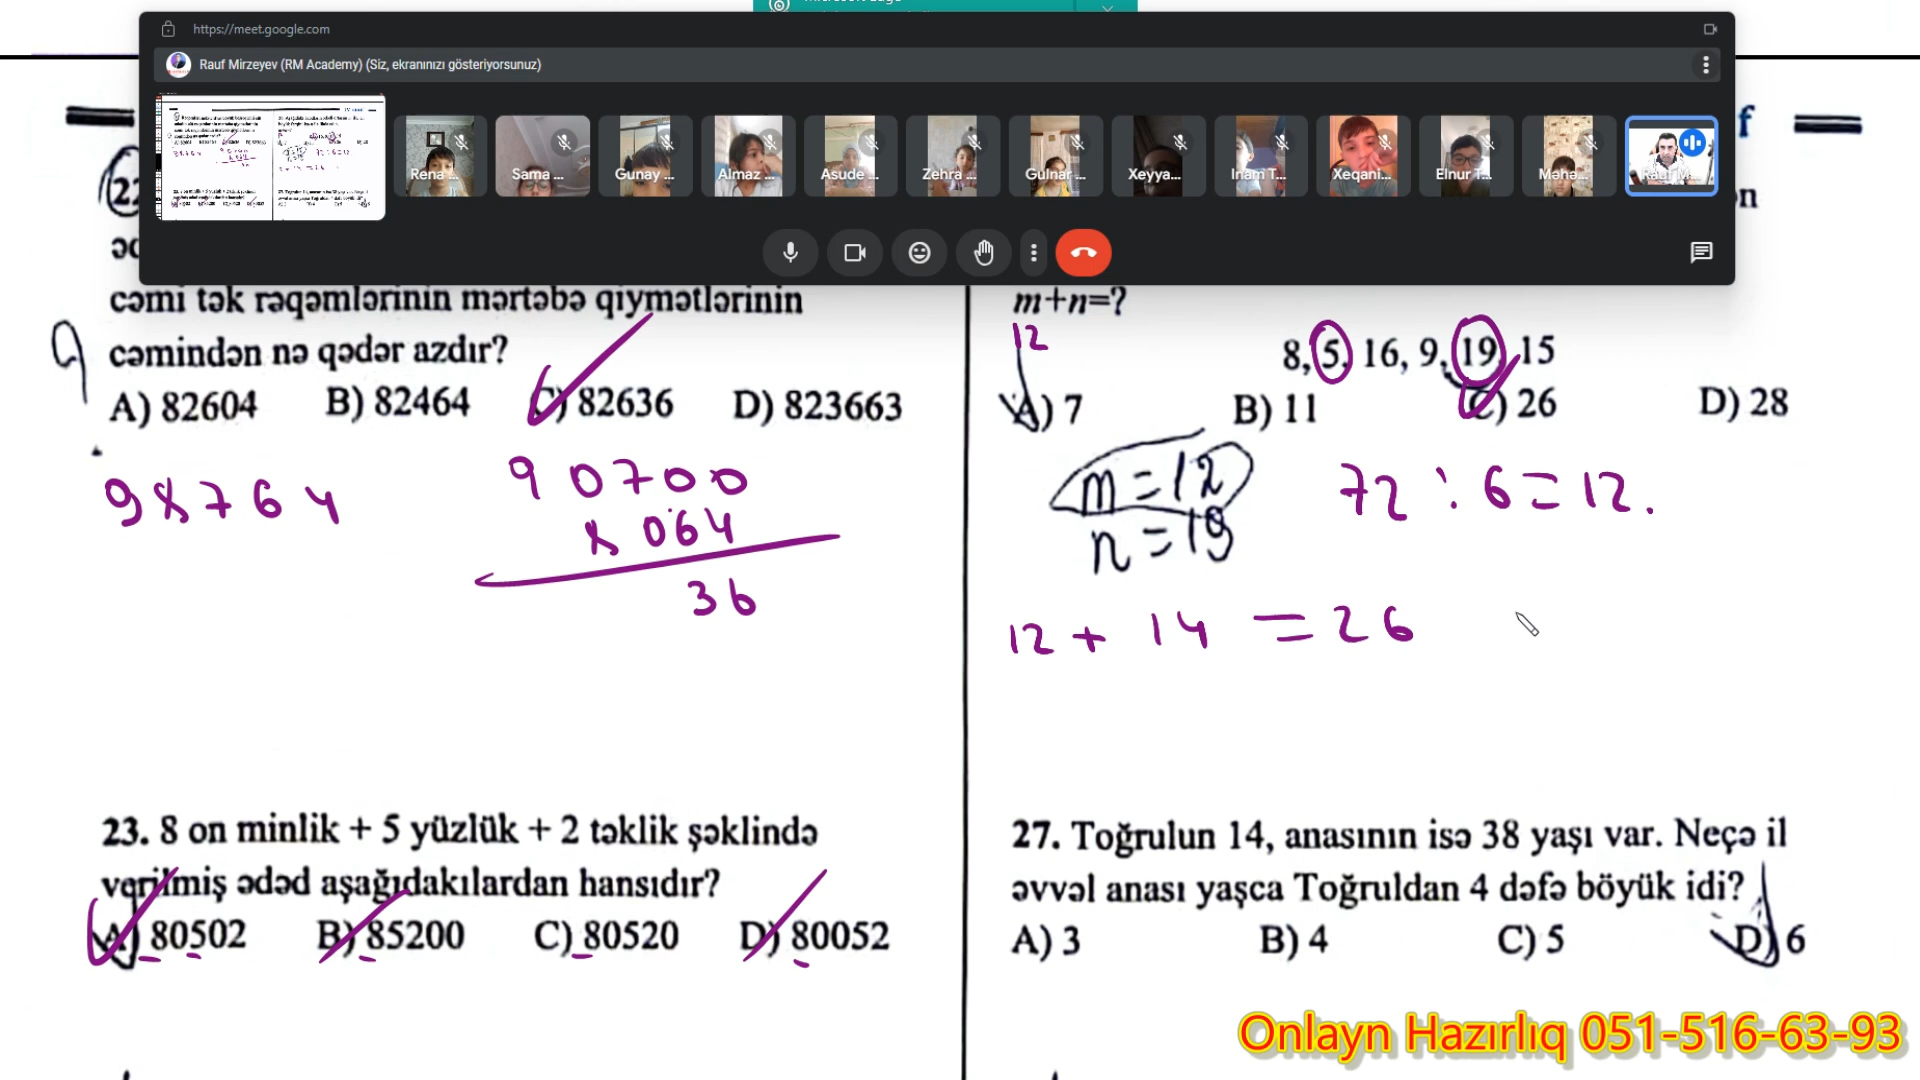 https://meet.google.com
Rauf Mirzeyev (RM Academy) (Siz, ekranınızı gösteriyorsunuz)
Rena ...
Sama ...
Gunay ...
Almaz ...
Asude ...
Zehra ...
Gulnar ...
Xeyya...
Inam T...
Xeqani...
Elnur T...
Məhə...
Rauf M...
cəmi tək rəqəmlərinin mərtəbə qiymətlərinin
cəmindən nə qədər azdır?
A) 82604 B) 82464 C) 82636 D) 823663
98764
90700
8064
36
23. 8 on minlik + 5 yüzlük + 2 təklik şəklində
verilmiş ədəd aşağıdakılardan hansıdır?
A) 80502 B) 85200 C) 80520 D) 80052
m+n=?
12
8, 5, 16, 9, 19, 15
A) 7 B) 11 C) 26 D) 28
m=12
n=19
72 : 6 = 12.
12 + 14 = 26
27. Toğrulun 14, anasının isə 38 yaşı var. Neçə il
əvvəl anası yaşca Toğruldan 4 dəfə böyük idi?
A) 3 B) 4 C) 5 D) 6
Onlayn Hazırlıq 051-516-63-93